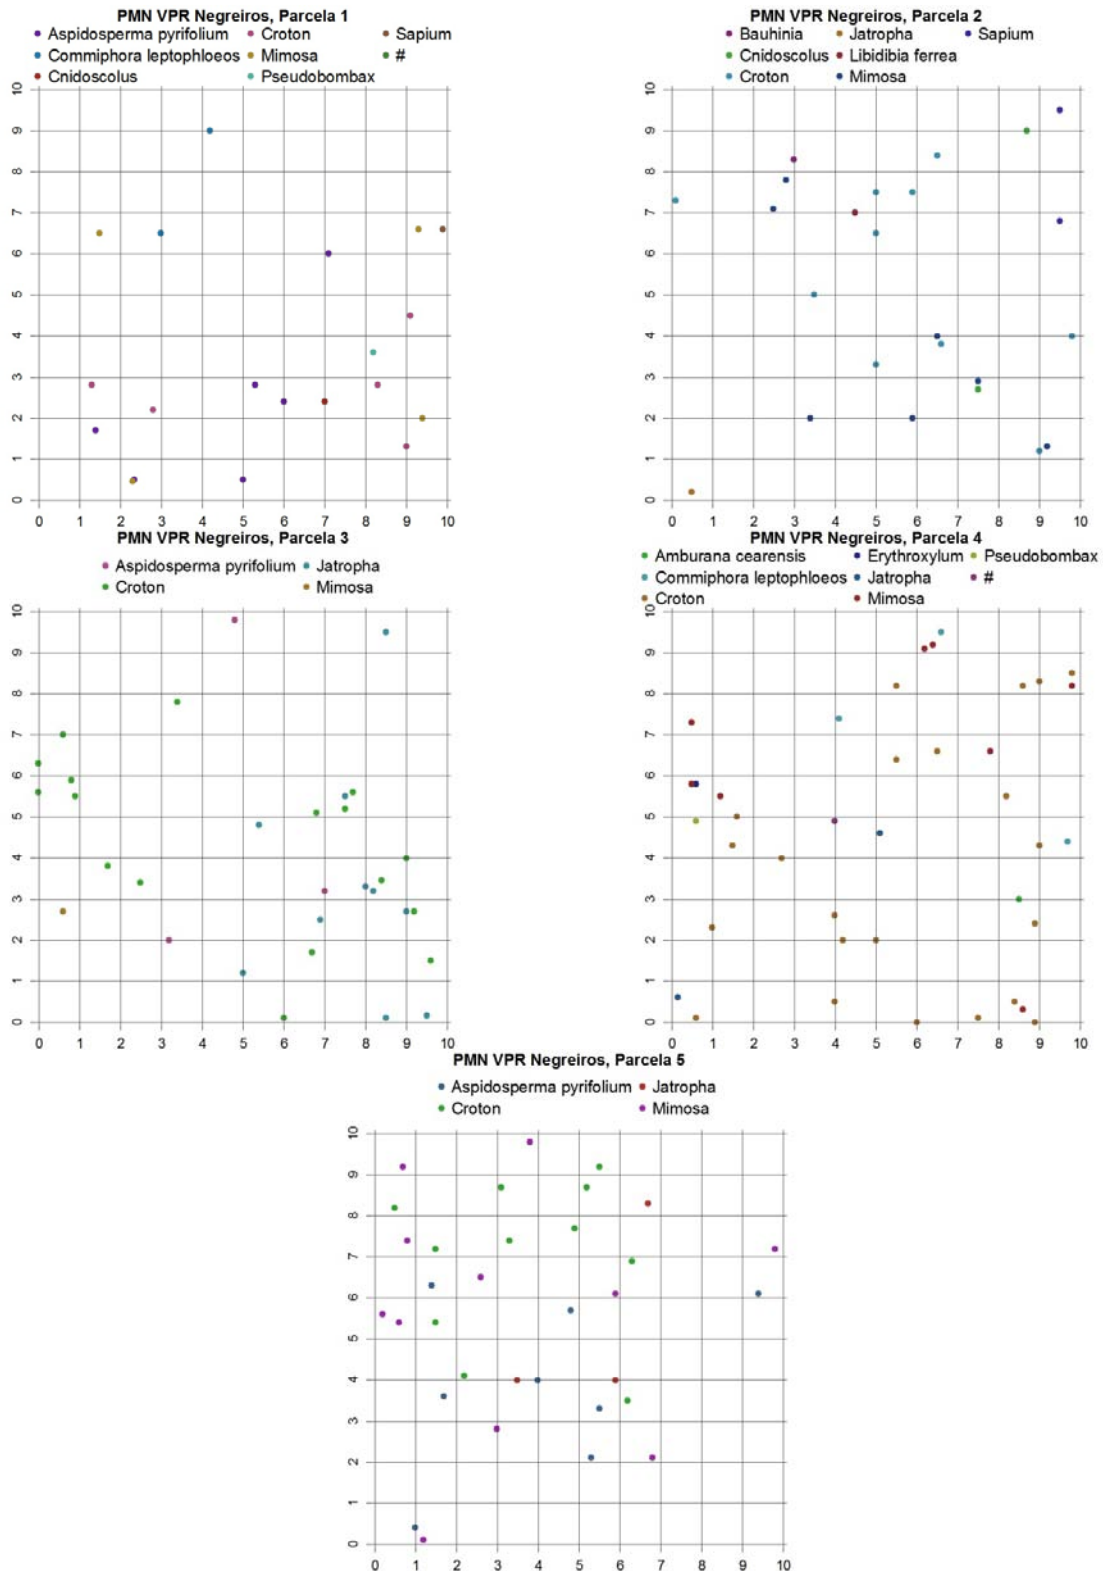 PMN VPR Negreiros, Parcela 1
Aspidosperma pyrifolium Croton Sapium
Commiphora leptophloeos Mimosa #
Cnidoscolus Pseudobombax
10
9
8
7
6
5
4
3
2
1
0
0 1 2 3 4 5 6 7 8 9 10
PMN VPR Negreiros, Parcela 2
Bauhinia Jatropha Sapium
Cnidoscolus Libidibia ferrea
Croton Mimosa
10
9
8
7
6
5
4
3
2
1
0
0 1 2 3 4 5 6 7 8 9 10
PMN VPR Negreiros, Parcela 3
Aspidosperma pyrifolium Jatropha
Croton Mimosa
10
9
8
7
6
5
4
3
2
1
0
0 1 2 3 4 5 6 7 8 9 10
PMN VPR Negreiros, Parcela 4
Amburana cearensis Erythroxylum Pseudobombax
Commiphora leptophloeos Jatropha #
Croton Mimosa
10
9
8
7
6
5
4
3
2
1
0
0 1 2 3 4 5 6 7 8 9 10
PMN VPR Negreiros, Parcela 5
Aspidosperma pyrifolium Jatropha
Croton Mimosa
10
9
8
7
6
5
4
3
2
1
0
0 1 2 3 4 5 6 7 8 9 10